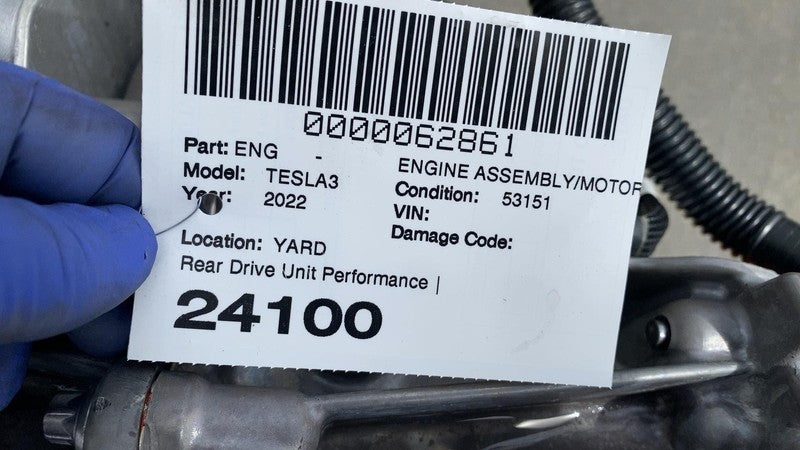 0000062861
Part: ENG - ENGINE ASSEMBLY/MOTOR
Model: TESLA3 Condition: 53151
Year: 2022 VIN:
Damage Code:
Location: YARD
Rear Drive Unit Performance |
24100